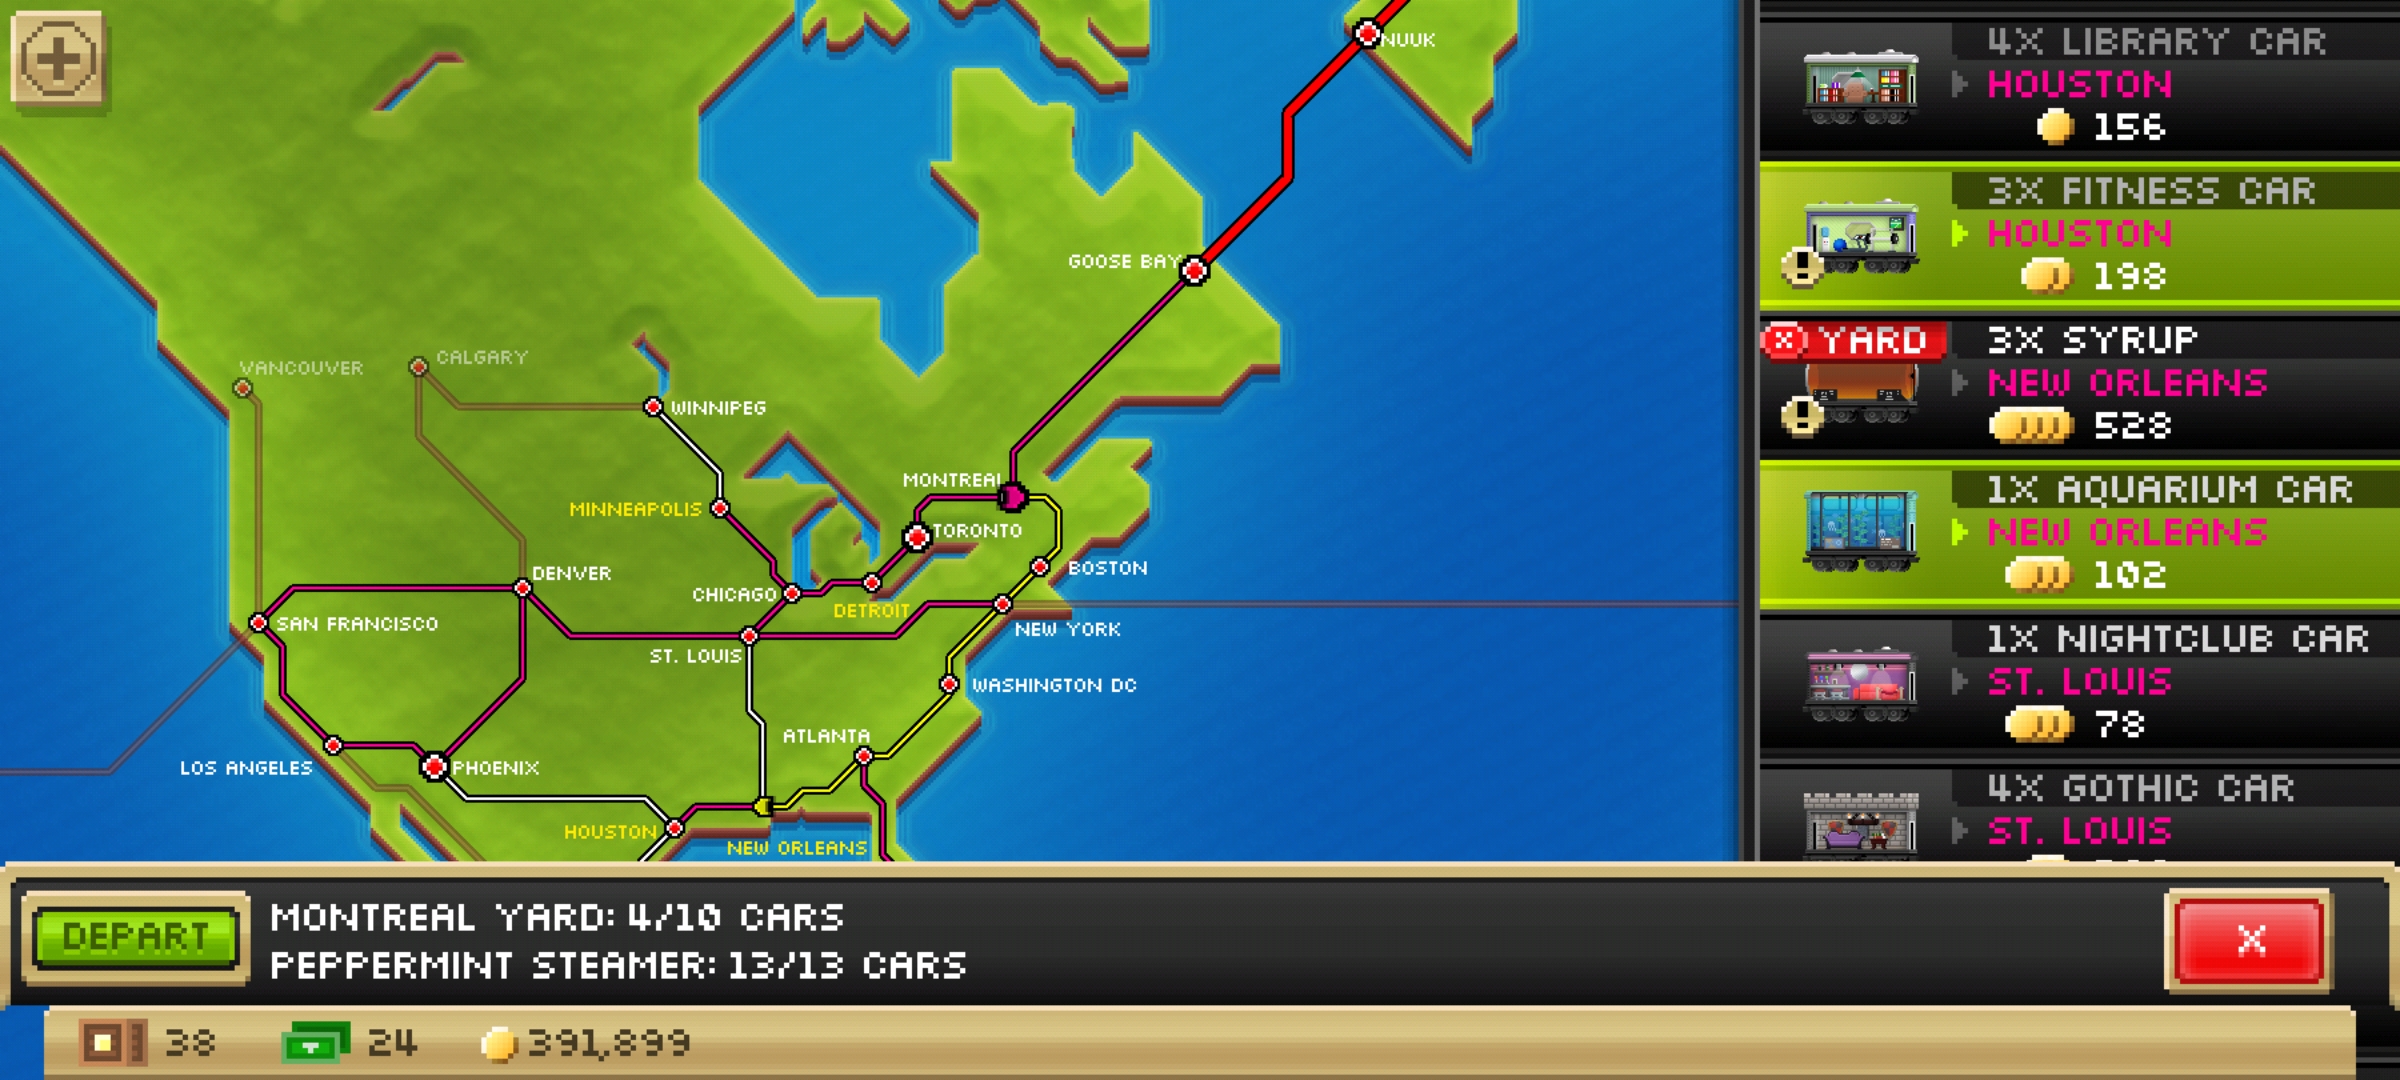 NUUK
GOOSE BAY
VANCOUVER
CALGARY
WINNIPEG
MINNEAPOLIS
MONTREAL
TORONTO
BOSTON
DENVER
CHICAGO
DETROIT
SAN FRANCISCO
NEW YORK
ST. LOUIS
WASHINGTON DC
ATLANTA
LOS ANGELES
PHOENIX
HOUSTON
NEW ORLEANS
4X LIBRARY CAR
HOUSTON
156
3X FITNESS CAR
HOUSTON
198
X YARD
3X SYRUP
NEW ORLEANS
528
1X AQUARIUM CAR
NEW ORLEANS
102
1X NIGHTCLUB CAR
ST. LOUIS
78
4X GOTHIC CAR
ST. LOUIS
DEPART
MONTREAL YARD: 4/10 CARS
PEPPERMINT STEAMER: 13/13 CARS
X
38
24
391,899